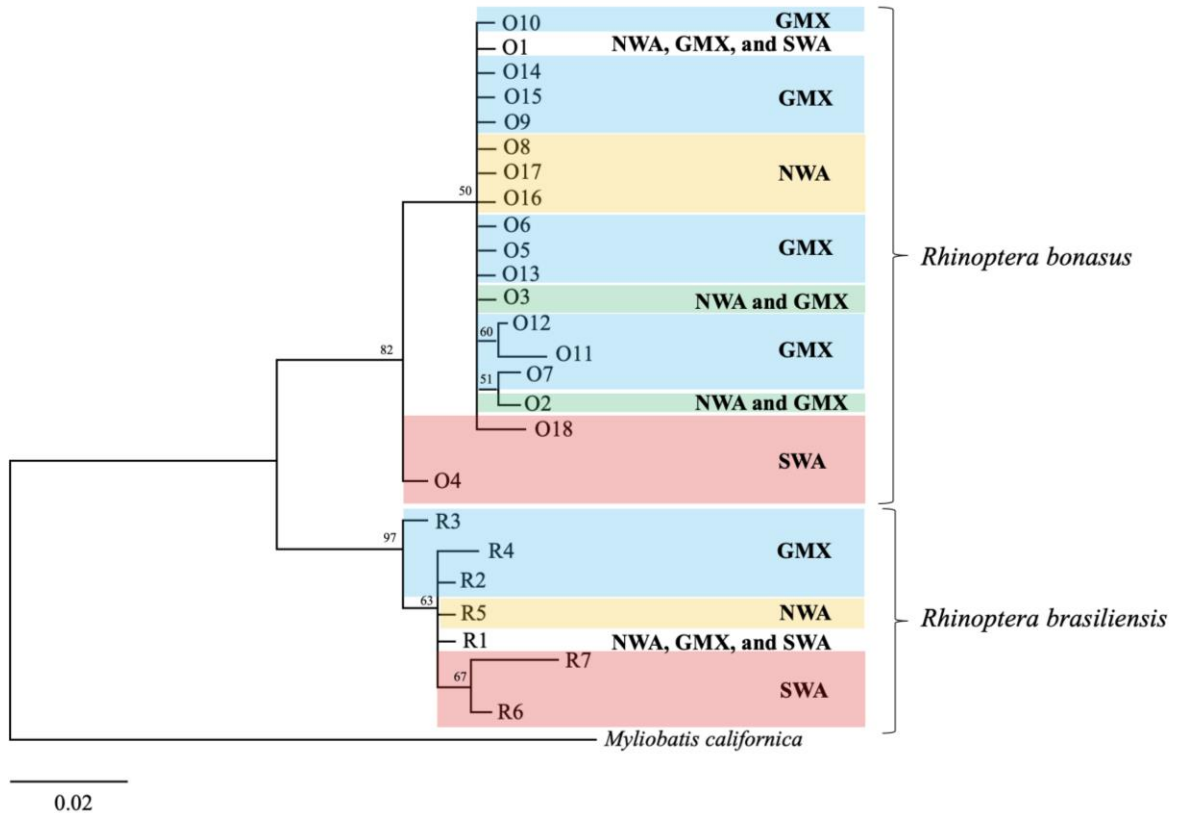 O10 GMX
O1 NWA, GMX, and SWA
O14
O15 GMX
O9
O8
O17 NWA
50 O16
O6
O5 GMX
O13
Rhinoptera bonasus
O3 NWA and GMX
O12
60
O11 GMX
82
O7
51
O2 NWA and GMX
O18
SWA
O4
R3
97
R4 GMX
R2
63
R5 NWA
Rhinoptera brasiliensis
R1 NWA, GMX, and SWA
R7
67
SWA
R6
Myliobatis californica
0.02